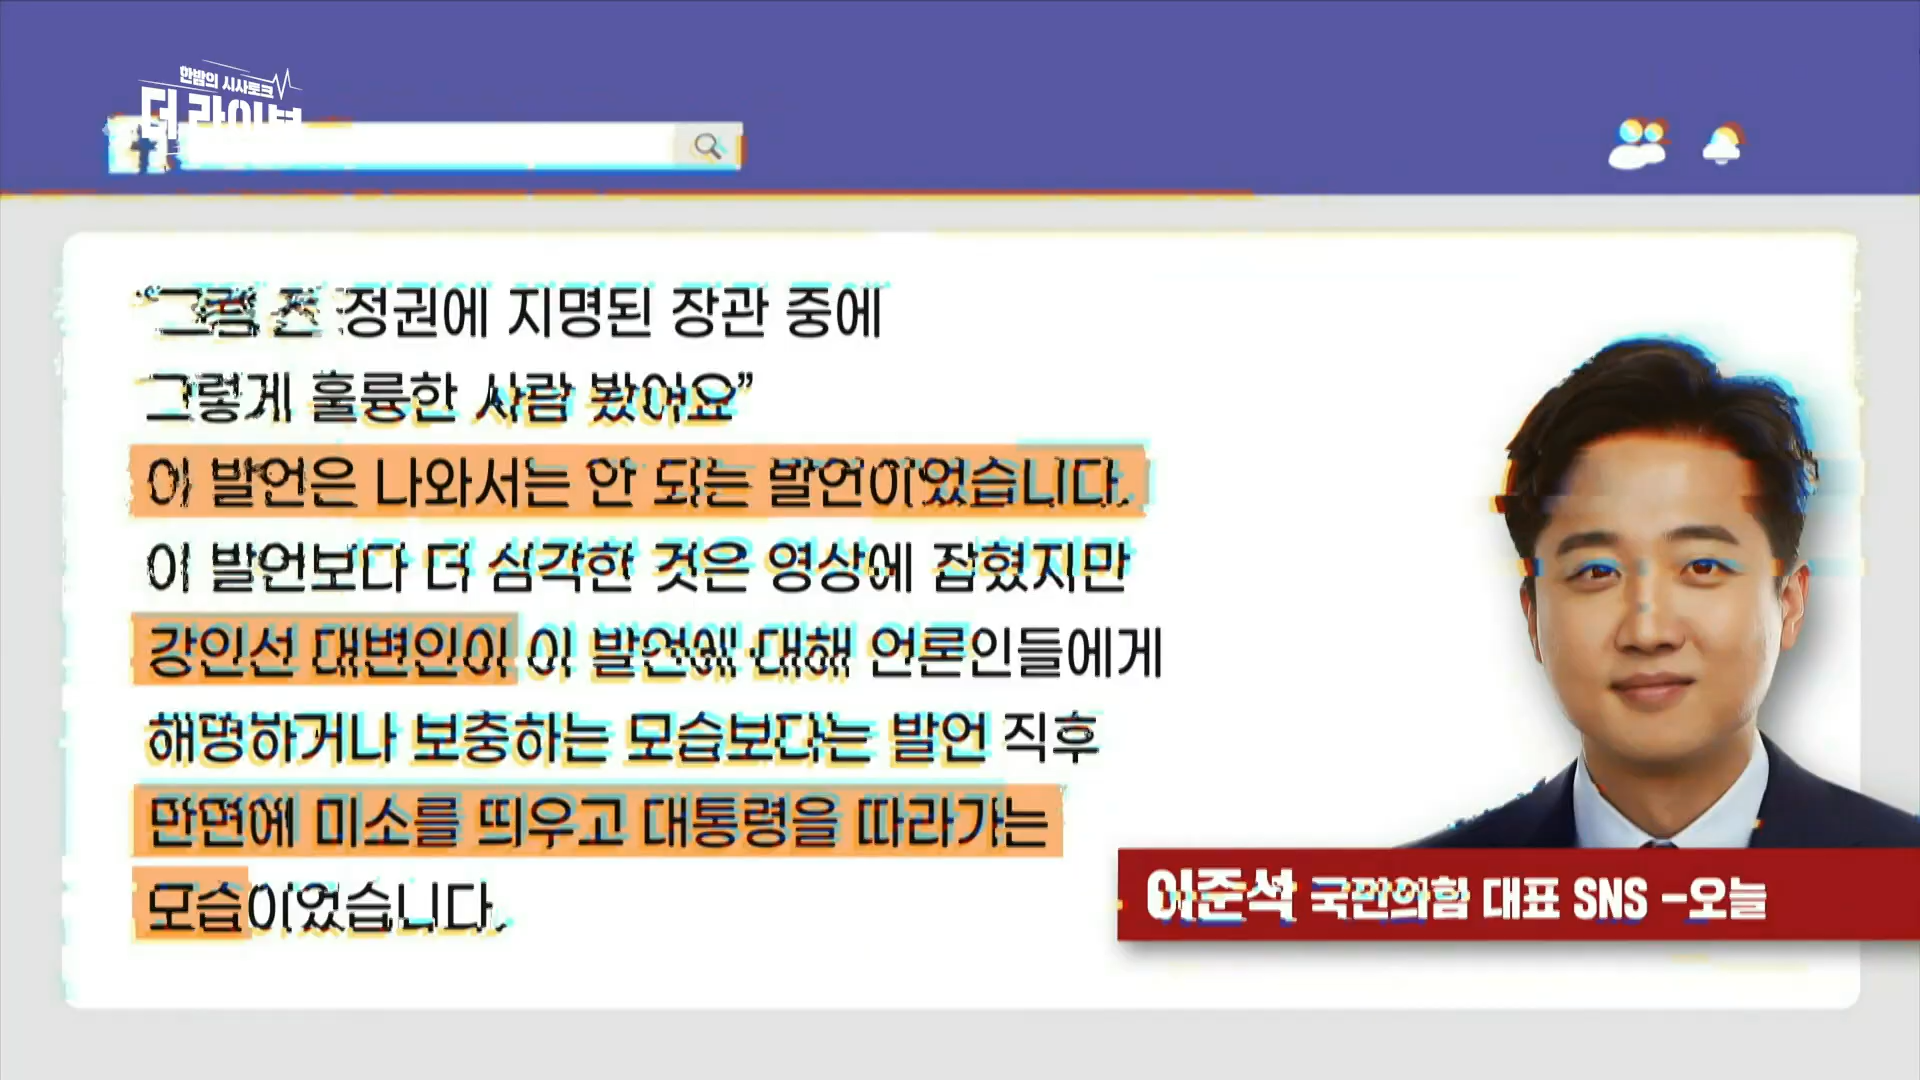 한밤의 시사토크
더 라이브
“그럼 전 정권에 지명된 장관 중에
그렇게 훌륭한 사람 봤어요”
이 발언은 나와서는 안 되는 발언이었습니다.
이 발언보다 더 심각한 것은 영상에 잡혔지만
강인선 대변인이 이 발언에 대해 언론인들에게
해명하거나 보충하는 모습보다는 발언 직후
만면에 미소를 띄우고 대통령을 따라가는
모습이었습니다.
이준석 국민의힘 대표 SNS -오늘